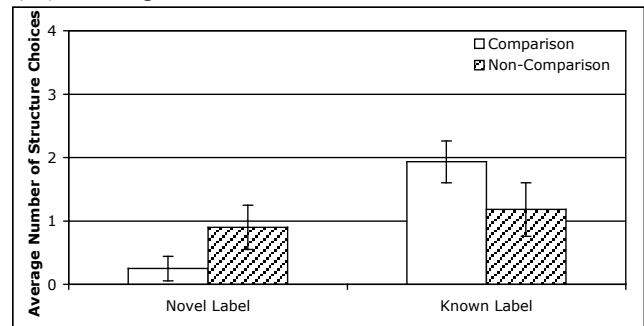 Average Number of Structure Choices
4
3
2
1
0
Comparison
Non-Comparison
Novel Label
Known Label